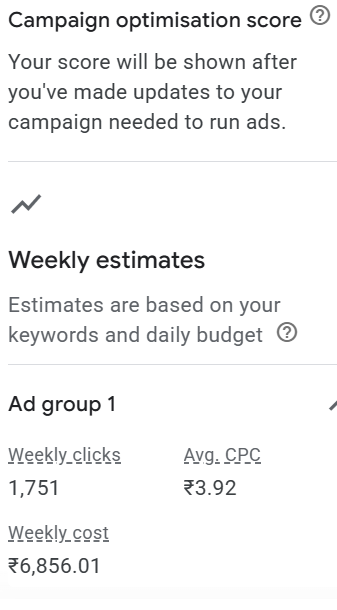 Campaign optimisation score
Your score will be shown after
you've made updates to your
campaign needed to run ads.
Weekly estimates
Estimates are based on your
keywords and daily budget
Ad group 1
Weekly clicks Avg. CPC
1,751 ₹3.92
Weekly cost
₹6,856.01